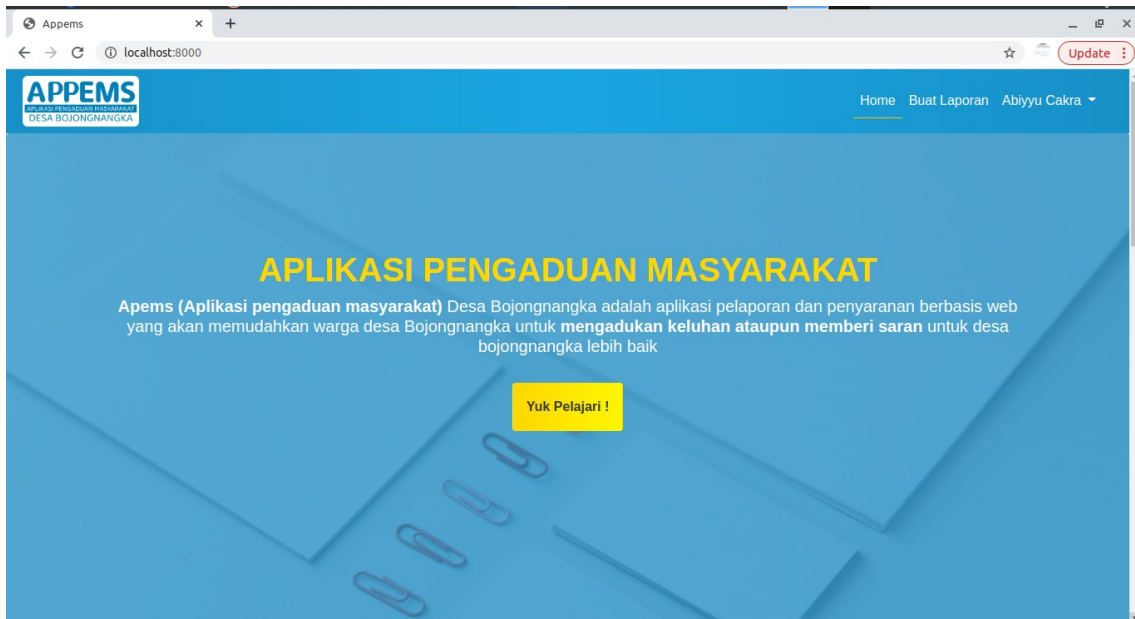 Appems
localhost:8000
Update
APPEMS
APLIKASI PENGADUAN MASYARAKAT
DESA BOJONGNANGKA
Home Buat Laporan Abiyyu Cakra
APLIKASI PENGADUAN MASYARAKAT
Apems (Aplikasi pengaduan masyarakat) Desa Bojongnangka adalah aplikasi pelaporan dan penyaranan berbasis web
yang akan memudahkan warga desa Bojongnangka untuk mengadukan keluhan ataupun memberi saran untuk desa
bojongnangka lebih baik
Yuk Pelajari !